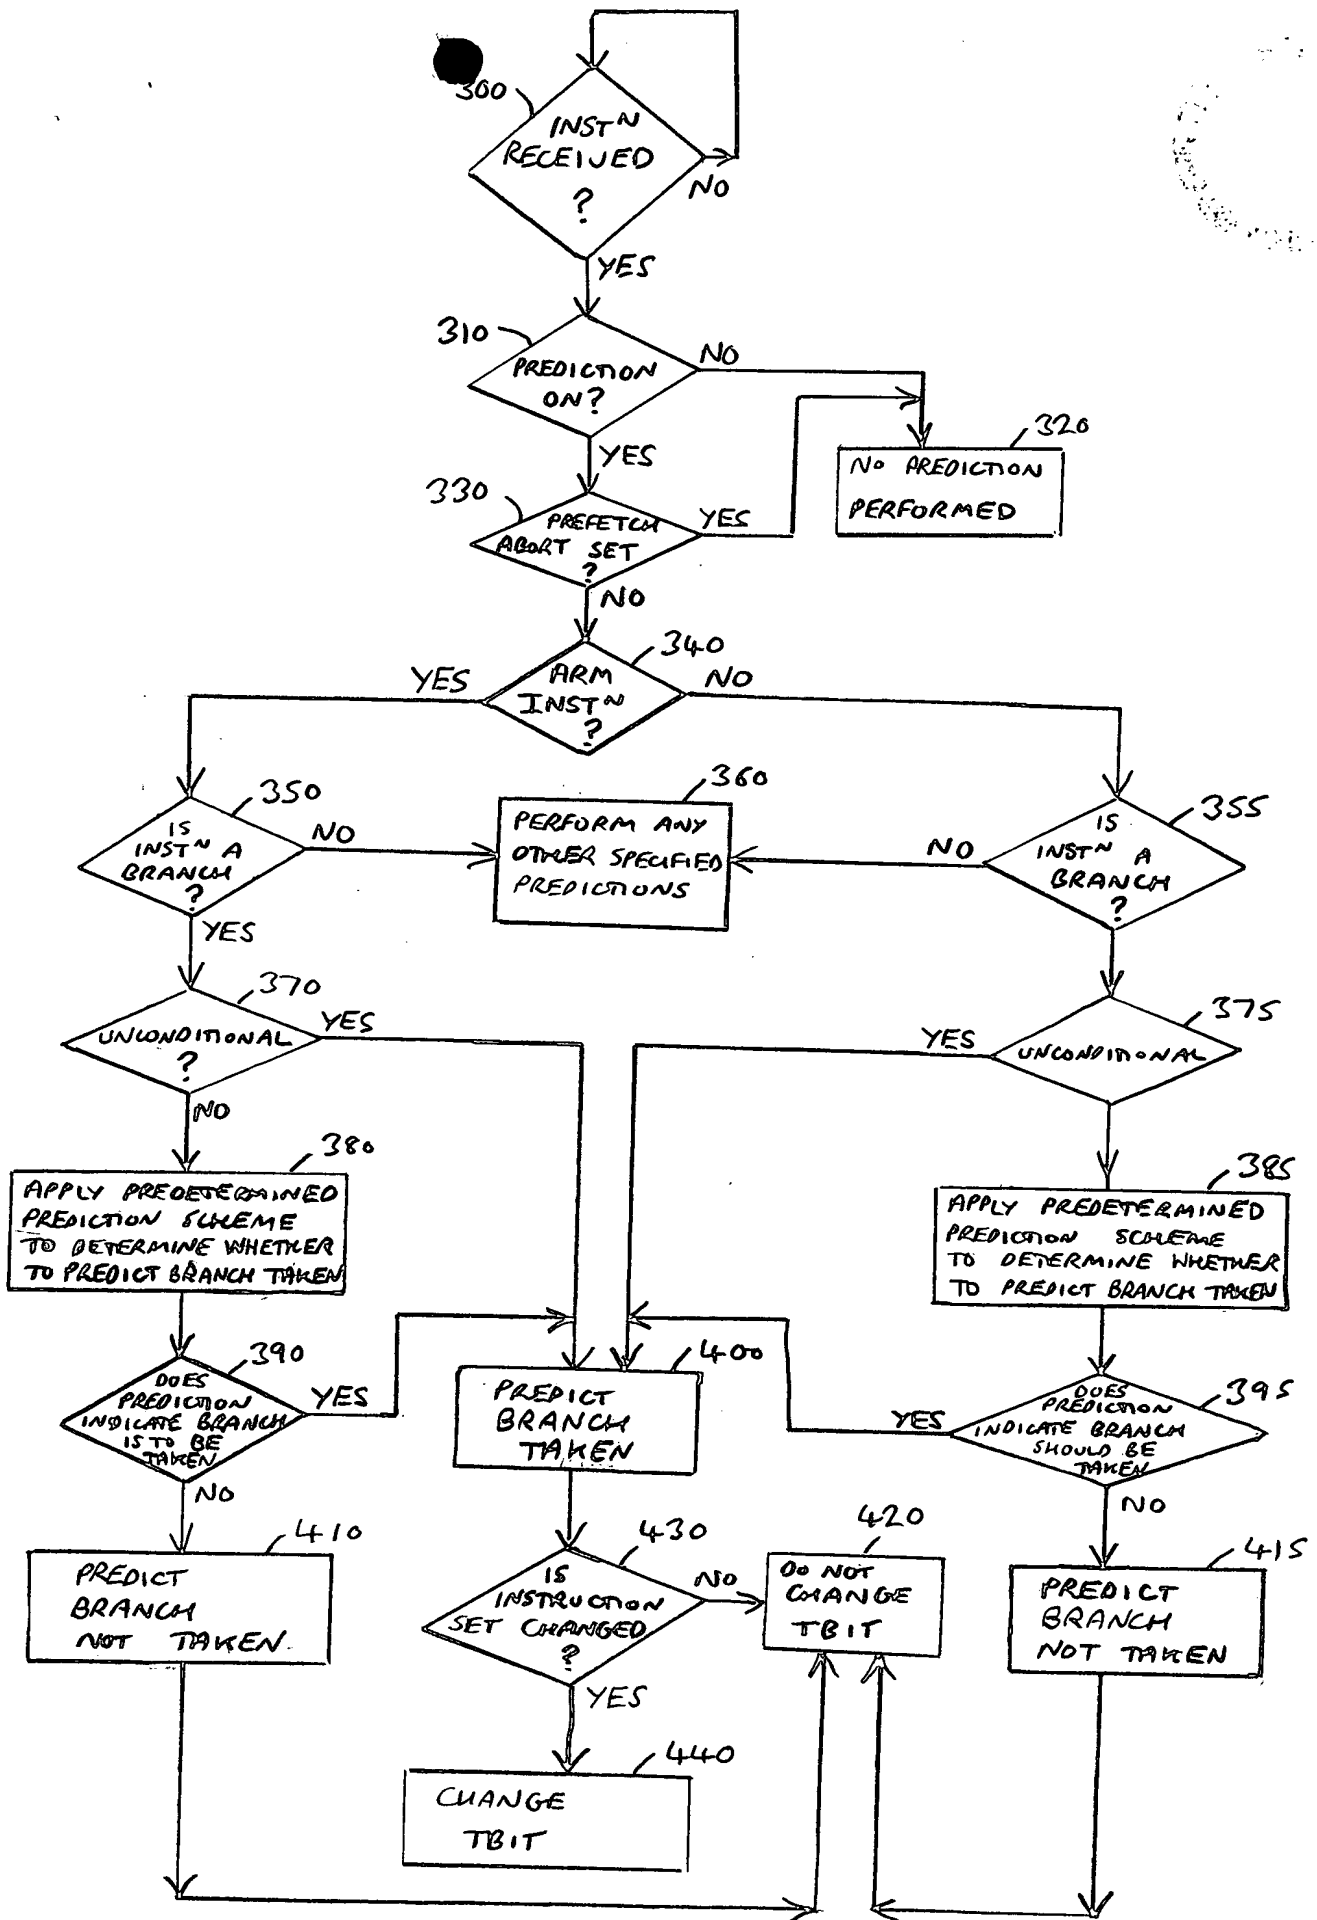 300
INSTN
RECEIVED
?
NO
YES
310
PREDICTION
ON?
NO
YES
320
NO PREDICTION
PERFORMED
330
PREFETCH
ABORT SET
?
YES
NO
340
ARM
INSTN
?
YES
NO
350
IS
INSTN A
BRANCH
?
NO
YES
360
PERFORM ANY
OTHER SPECIFIED
PREDICTIONS
355
IS
INSTN A
BRANCH
?
NO
370
UNCONDITIONAL
?
YES
NO
375
UNCONDITIONAL
YES
380
APPLY PREDETERMINED
PREDICTION SCHEME
TO DETERMINE WHETHER
TO PREDICT BRANCH TAKEN
385
APPLY PREDETERMINED
PREDICTION SCHEME
TO DETERMINE WHETHER
TO PREDICT BRANCH TAKEN
390
DOES
PREDICTION
INDICATE BRANCH
IS TO BE
TAKEN
YES
NO
400
PREDICT
BRANCH
TAKEN
395
DOES
PREDICTION
INDICATE BRANCH
SHOULD BE
TAKEN
YES
NO
410
PREDICT
BRANCH
NOT TAKEN
430
IS
INSTRUCTION
SET CHANGED
?
NO
YES
420
DO NOT
CHANGE
TBIT
415
PREDICT
BRANCH
NOT TAKEN
440
CHANGE
TBIT